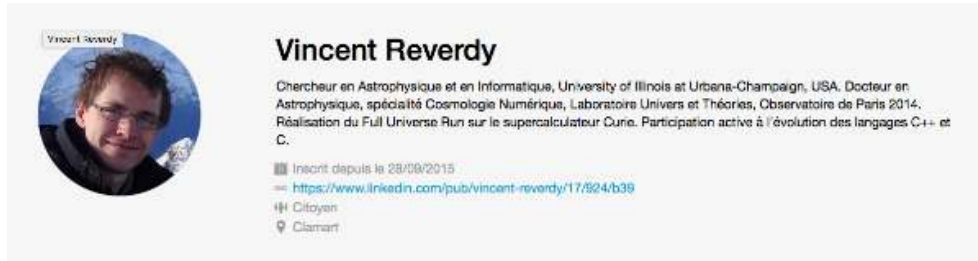 Vincent Reverdy
Vincent Reverdy
Chercheur en Astrophysique et en Informatique, University of Illinois at Urbana-Champaign, USA. Docteur en
Astrophysique, spécialité Cosmologie Numérique, Laboratoire Univers et Théories, Observatoire de Paris 2014.
Réalisation du Full Universe Run sur le supercalculateur Curie. Participation active à l'évolution des langages C++ et
C.
Inscrit depuis le 28/09/2015
https://www.linkedin.com/pub/vincent-reverdy/17/924/b39
Citoyen
Clamart